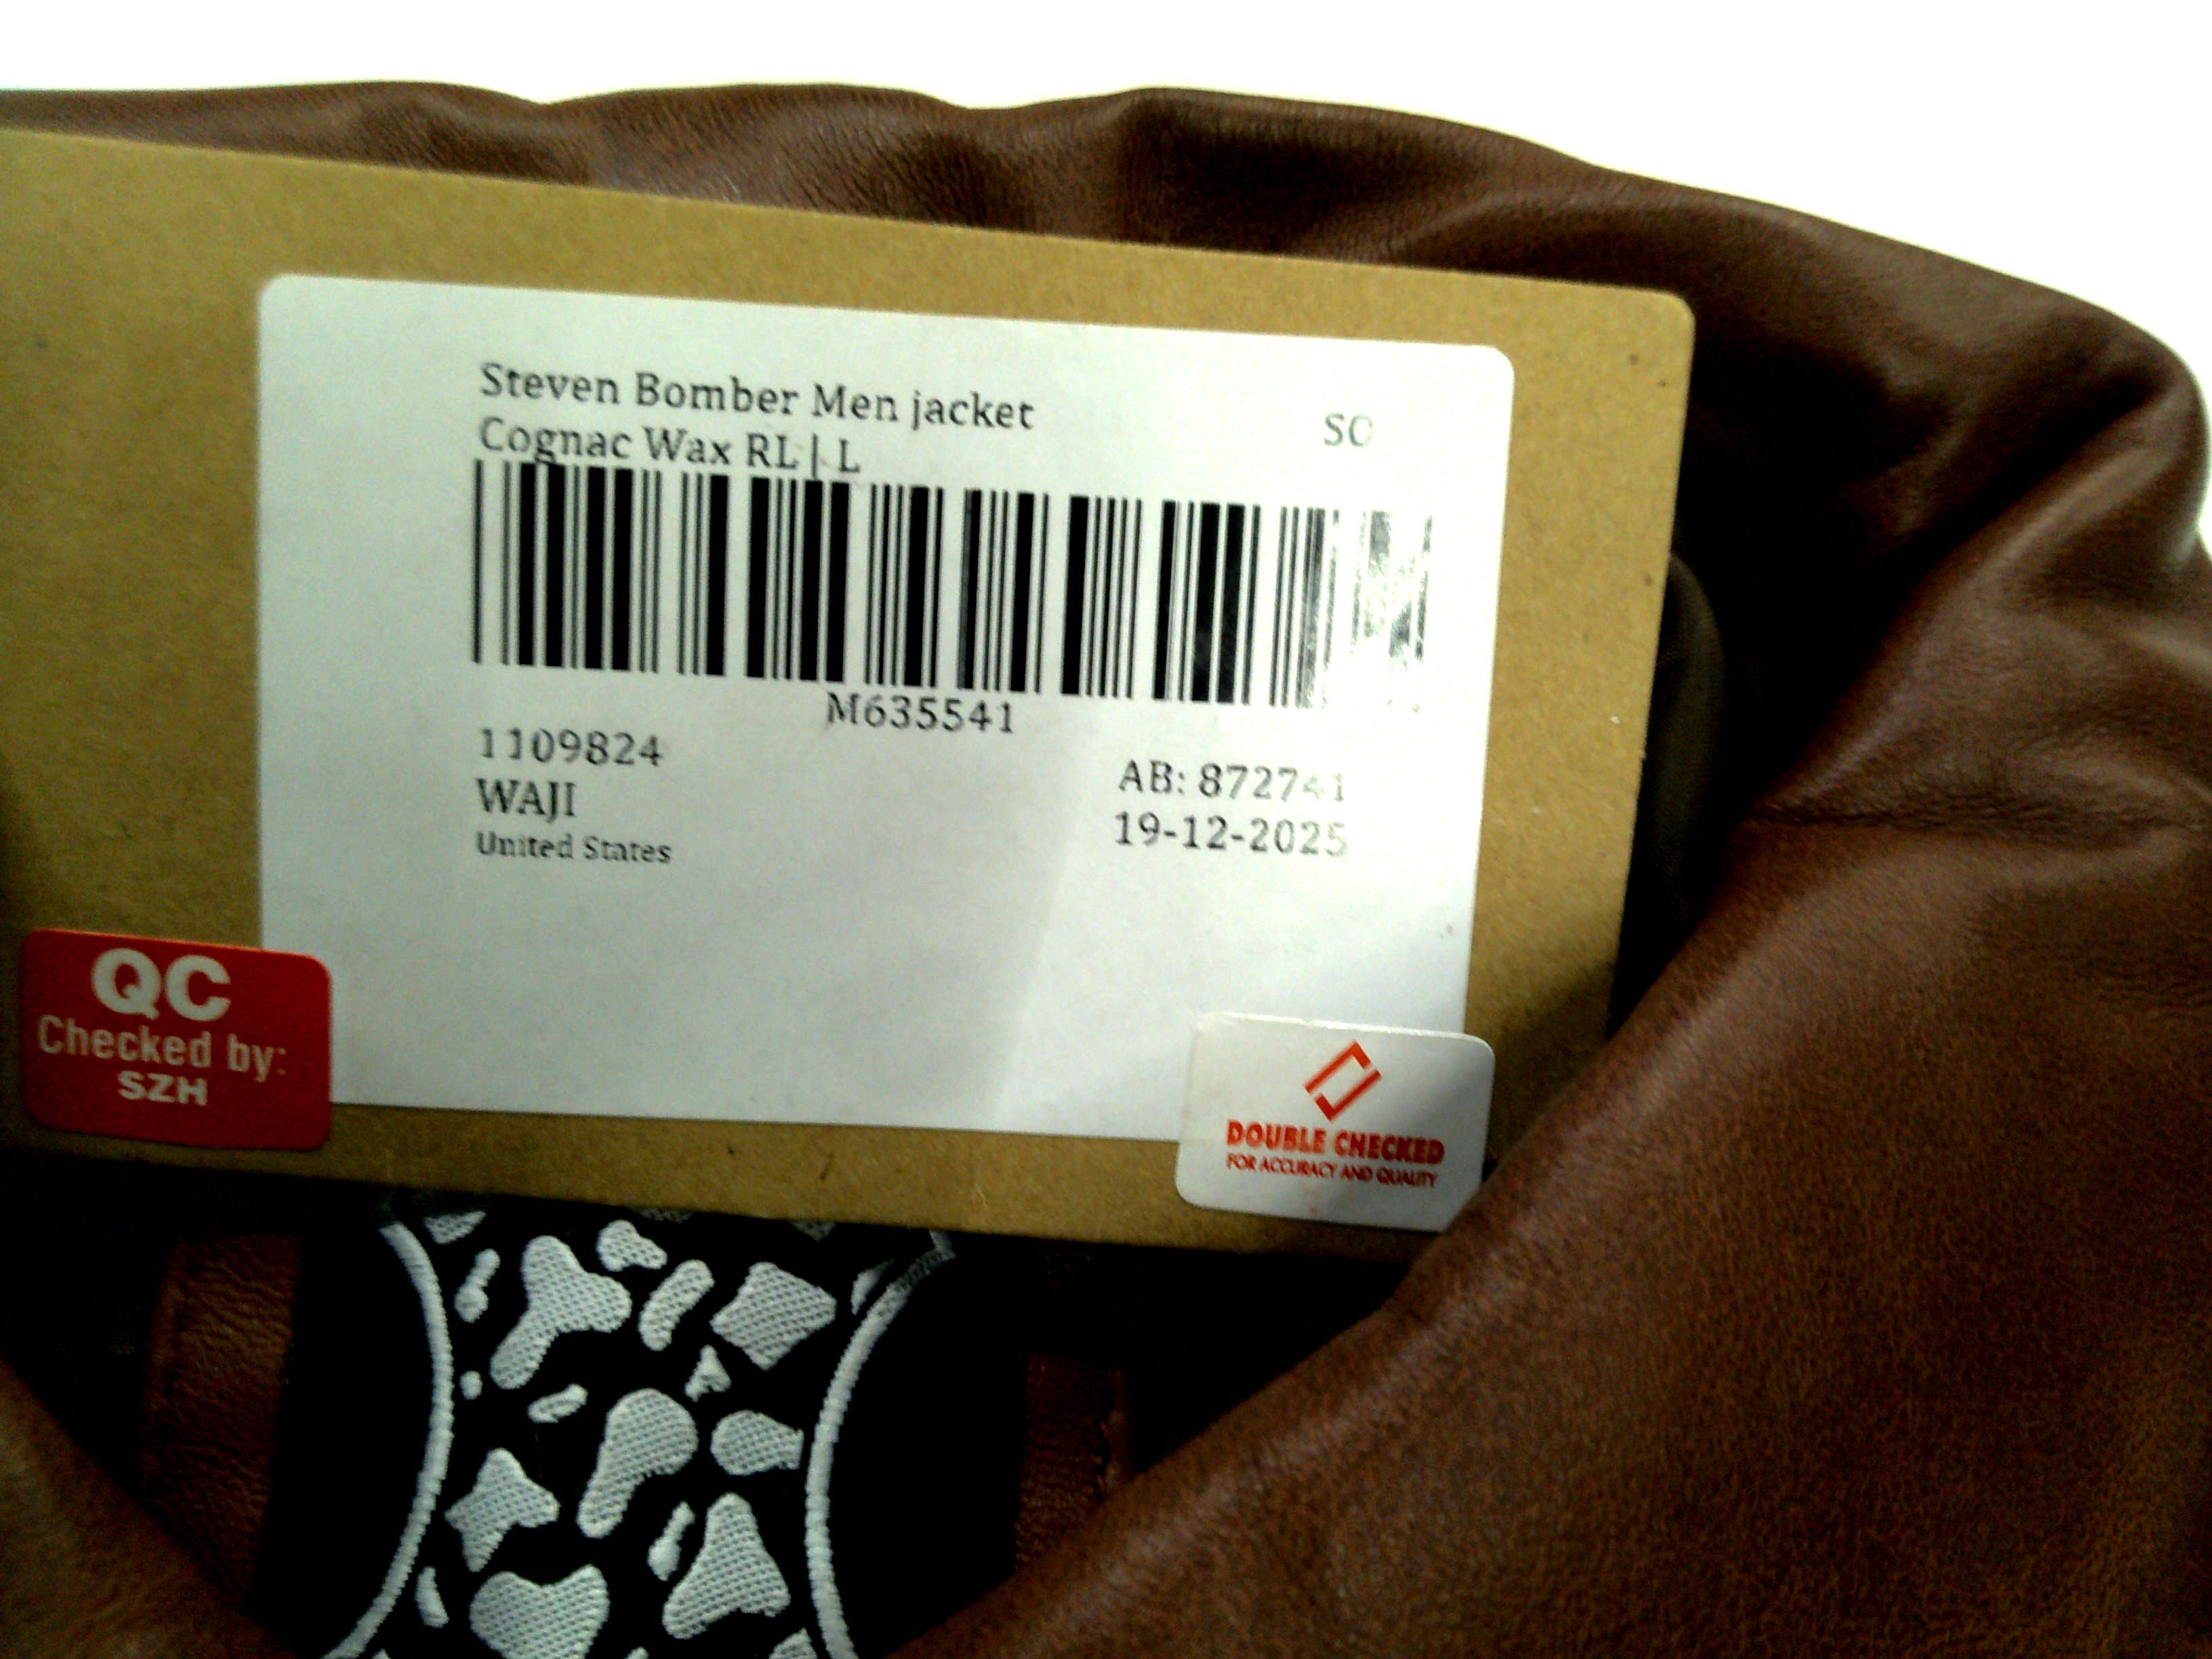 Steven Bomber Men jacket
SO
Cognac Wax RL | L
M635541
1109824
WAJI
United States
AB: 872741
19-12-2025
QC
Checked by:
SZH
DOUBLE CHECKED
FOR ACCURACY AND QUALITY